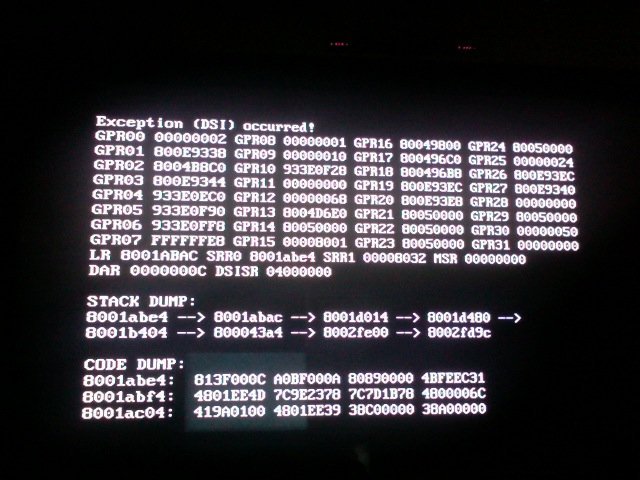 Exception (DSI) occurred!
GPR00 00000002 GPR08 00000001 GPR16 80049800 GPR24 80050000
GPR01 800E9338 GPR09 00000010 GPR17 800496C0 GPR25 00000024
GPR02 8004B8C0 GPR10 933E0F28 GPR18 800496B8 GPR26 800E93EC
GPR03 800E9344 GPR11 00000000 GPR19 800E93EC GPR27 800E9340
GPR04 933E0EC0 GPR12 00000068 GPR20 800E93E8 GPR28 00000000
GPR05 933E0F90 GPR13 8004D6E0 GPR21 80050000 GPR29 80050000
GPR06 933E0FF8 GPR14 80050000 GPR22 80050000 GPR30 00000050
GPR07 FFFFFFE8 GPR15 00008001 GPR23 80050000 GPR31 00000000
LR 8001ABAC SRR0 8001abe4 SRR1 00008032 MSR 00000000
DAR 0000000C DSISR 04000000
STACK DUMP:
8001abe4 --> 8001abac --> 8001d014 --> 8001d480 -->
8001b404 --> 800043a4 --> 8002fe00 --> 8002fd9c
CODE DUMP:
8001abe4: 813F000C A0BF000A 80890000 4BFEEC31
8001abf4: 4801EE4D 7C9E2378 7C7D1B78 4800006C
8001ac04: 419A0100 4801EE39 38C00000 38A00000